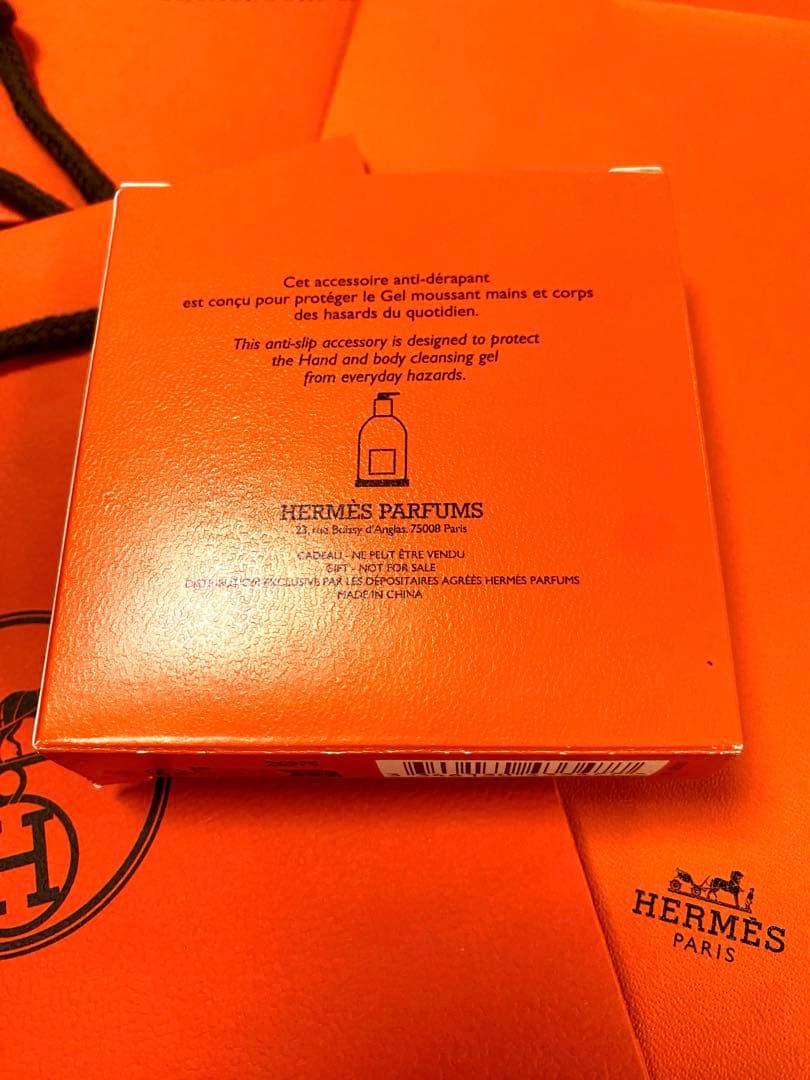 Cet accessoire anti-dérapant
est conçu pour protéger le Gel moussant mains et corps
des hasards du quotidien.
This anti-slip accessory is designed to protect
the Hand and body cleansing gel
from everyday hazards.
HERMÈS PARFUMS
23, rue Boissy d'Anglas, 75008 Paris
CADEAU - NE PEUT ÊTRE VENDU
GIFT - NOT FOR SALE
DISTRIBUTION EXCLUSIVE PAR LES DÉPOSITAIRES AGRÉÉS HERMÈS PARFUMS
MADE IN CHINA
H
HERMÈS
PARIS